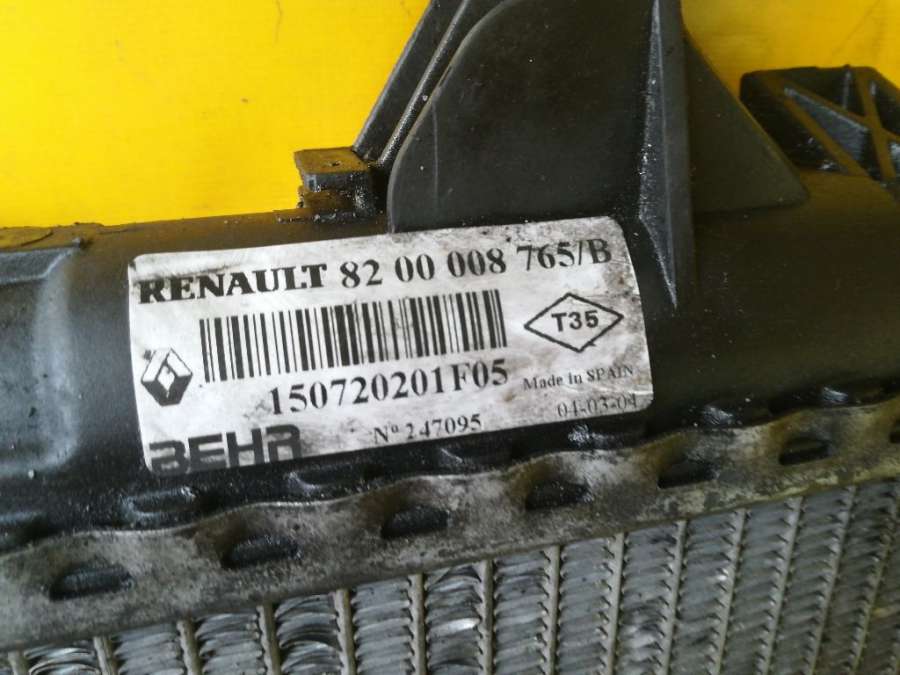 RENAULT 82 00 008 765/B
T35
150720201F05
Made in SPAIN
04-03-04
BEHR
Nº 247095